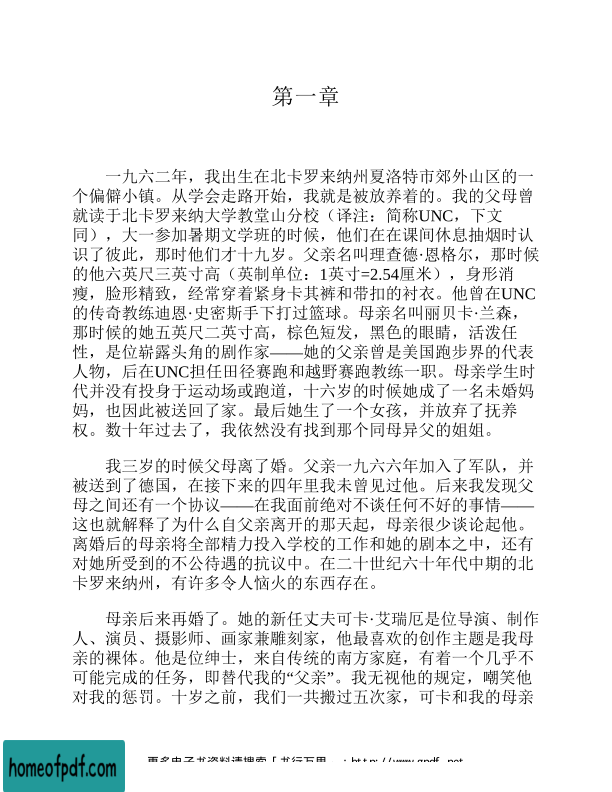 第一章
一九六二年，我出生在北卡罗来纳州夏洛特市郊外山区的一
个偏僻小镇。从学会走路开始，我就是被放养着的。我的父母曾
就读于北卡罗来纳大学教堂山分校（译注：简称UNC，下文
同），大一参加暑期文学班的时候，他们在在课间休息抽烟时认
识了彼此，那时他们才十九岁。父亲名叫理查德·恩格尔，那时候
的他六英尺三英寸高（英制单位：1英寸=2.54厘米），身形消
瘦，脸形精致，经常穿着紧身卡其裤和带扣的衬衣。他曾在UNC
的传奇教练迪恩·史密斯手下打过篮球。母亲名叫丽贝卡·兰森，
那时候的她五英尺二英寸高，棕色短发，黑色的眼睛，活泼任
性，是位崭露头角的剧作家——她的父亲曾是美国跑步界的代表
人物，后在UNC担任田径赛跑和越野赛跑教练一职。母亲学生时
代并没有投身于运动场或跑道，十六岁的时候她成了一名未婚妈
妈，也因此被送回了家。最后她生了一个女孩，并放弃了抚养
权。数十年过去了，我依然没有找到那个同母异父的姐姐。
我三岁的时候父母离了婚。父亲一九六六年加入了军队，并
被送到了德国，在接下来的四年里我未曾见过他。后来我发现父
母之间还有一个协议——在我面前绝对不谈任何不好的事情——
这也就解释了为什么自父亲离开的那天起，母亲很少谈论起他。
离婚后的母亲将全部精力投入学校的工作和她的剧本之中，还有
对她所受到的不公待遇的抗议中。在二十世纪六十年代中期的北
卡罗来纳州，有许多令人恼火的东西存在。
母亲后来再婚了。她的新任丈夫可卡·艾瑞厄是位导演、制作
人、演员、摄影师、画家兼雕刻家，他最喜欢的创作主题是我母
亲的裸体。他是位绅士，来自传统的南方家庭，有着一个几乎不
可能完成的任务，即替代我的“父亲”。我无视他的规定，嘲笑他
对我的惩罚。十岁之前，我们一共搬过五次家，可卡和我的母亲
homeofpdf.com